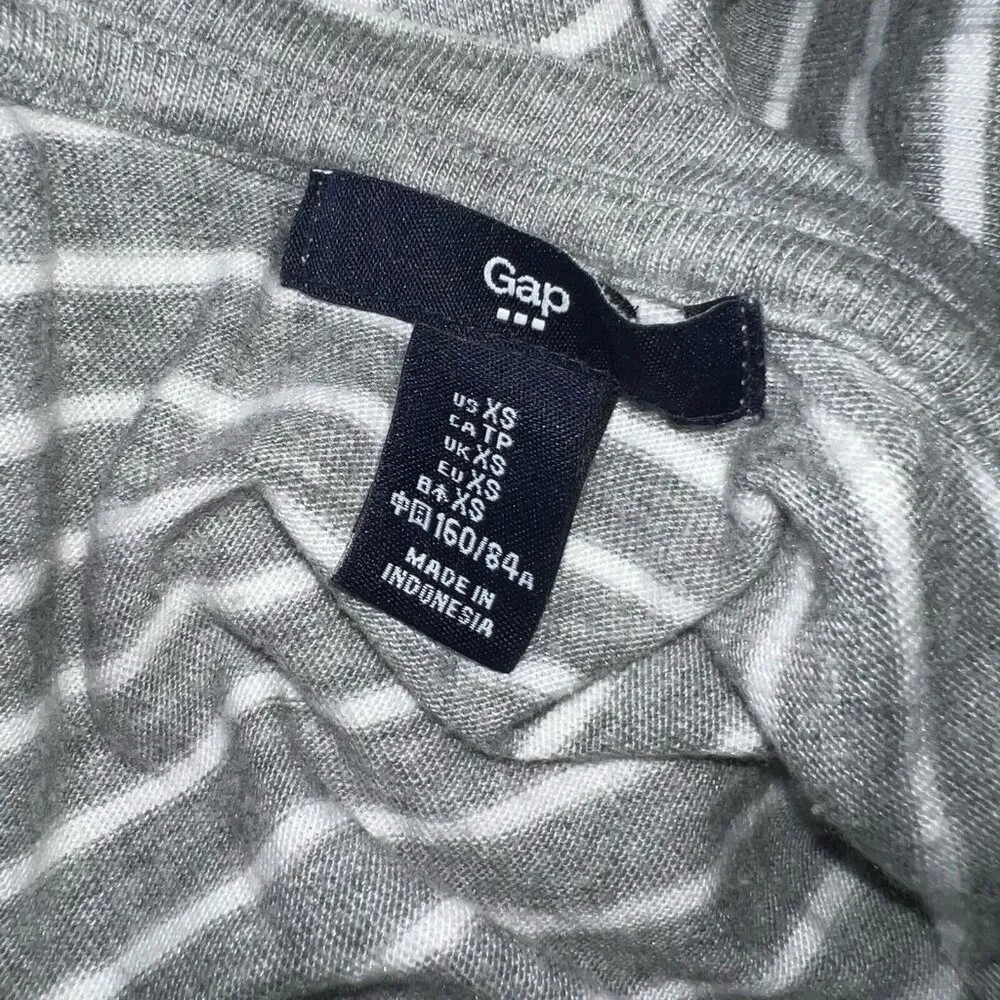 Gap
US XS
CA TP
UK XS
EU XS
日本 XS
中国 160/84A
MADE IN
INDONESIA